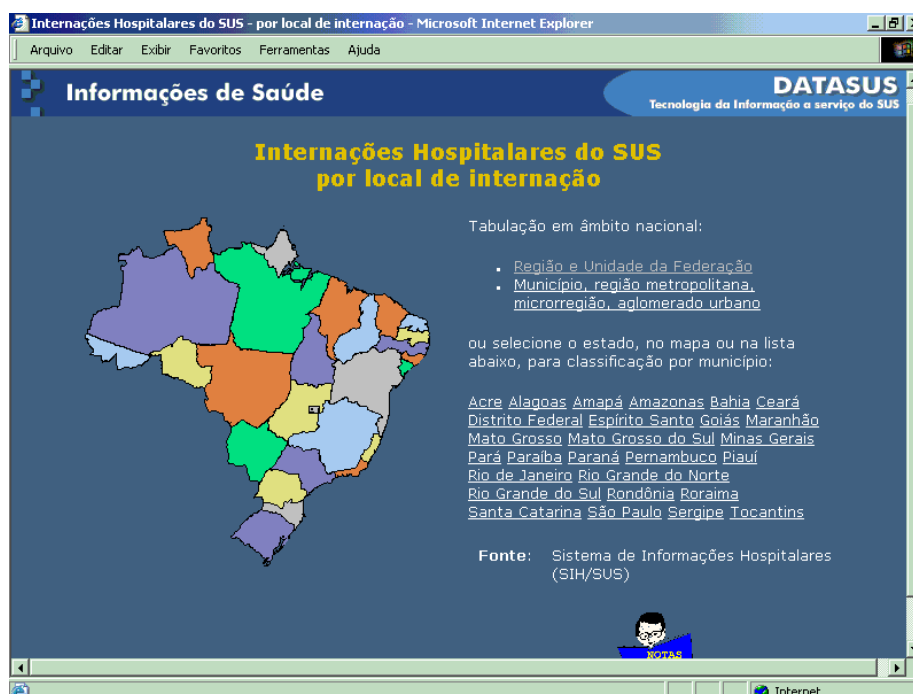 Internações Hospitalares do SUS - por local de internação - Microsoft Internet Explorer
Arquivo Editar Exibir Favoritos Ferramentas Ajuda
Informações de Saúde
DATASUS
Tecnologia da Informação a serviço do SUS
Internações Hospitalares do SUS
por local de internação
Tabulação em âmbito nacional:
Região e Unidade da Federação
Município, região metropolitana,
microrregião, aglomerado urbano
ou selecione o estado, no mapa ou na lista
abaixo, para classificação por município:
Acre Alagoas Amapá Amazonas Bahia Ceará
Distrito Federal Espírito Santo Goiás Maranhão
Mato Grosso Mato Grosso do Sul Minas Gerais
Pará Paraíba Paraná Pernambuco Piauí
Rio de Janeiro Rio Grande do Norte
Rio Grande do Sul Rondônia Roraima
Santa Catarina São Paulo Sergipe Tocantins
Fonte: Sistema de Informações Hospitalares
(SIH/SUS)
NOTAS
Internet